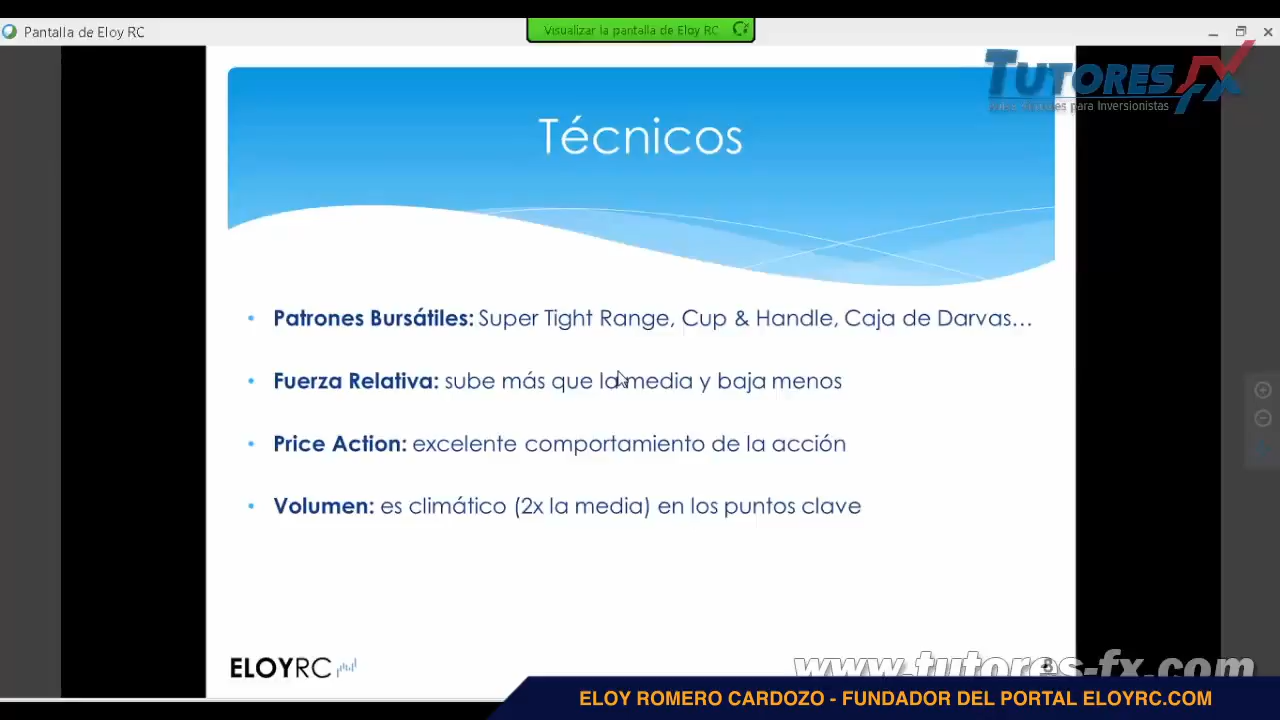 Pantalla de Eloy RC
Visualizar la pantalla de Eloy RC
TUTORES FX
para Inversionistas
Técnicos
• Patrones Bursátiles: Super Tight Range, Cup & Handle, Caja de Darvas...
• Fuerza Relativa: sube más que la media y baja menos
• Price Action: excelente comportamiento de la acción
• Volumen: es climático (2x la media) en los puntos clave
ELOYRC
www.tutores-fx.com
ELOY ROMERO CARDOZO - FUNDADOR DEL PORTAL ELOYRC.COM